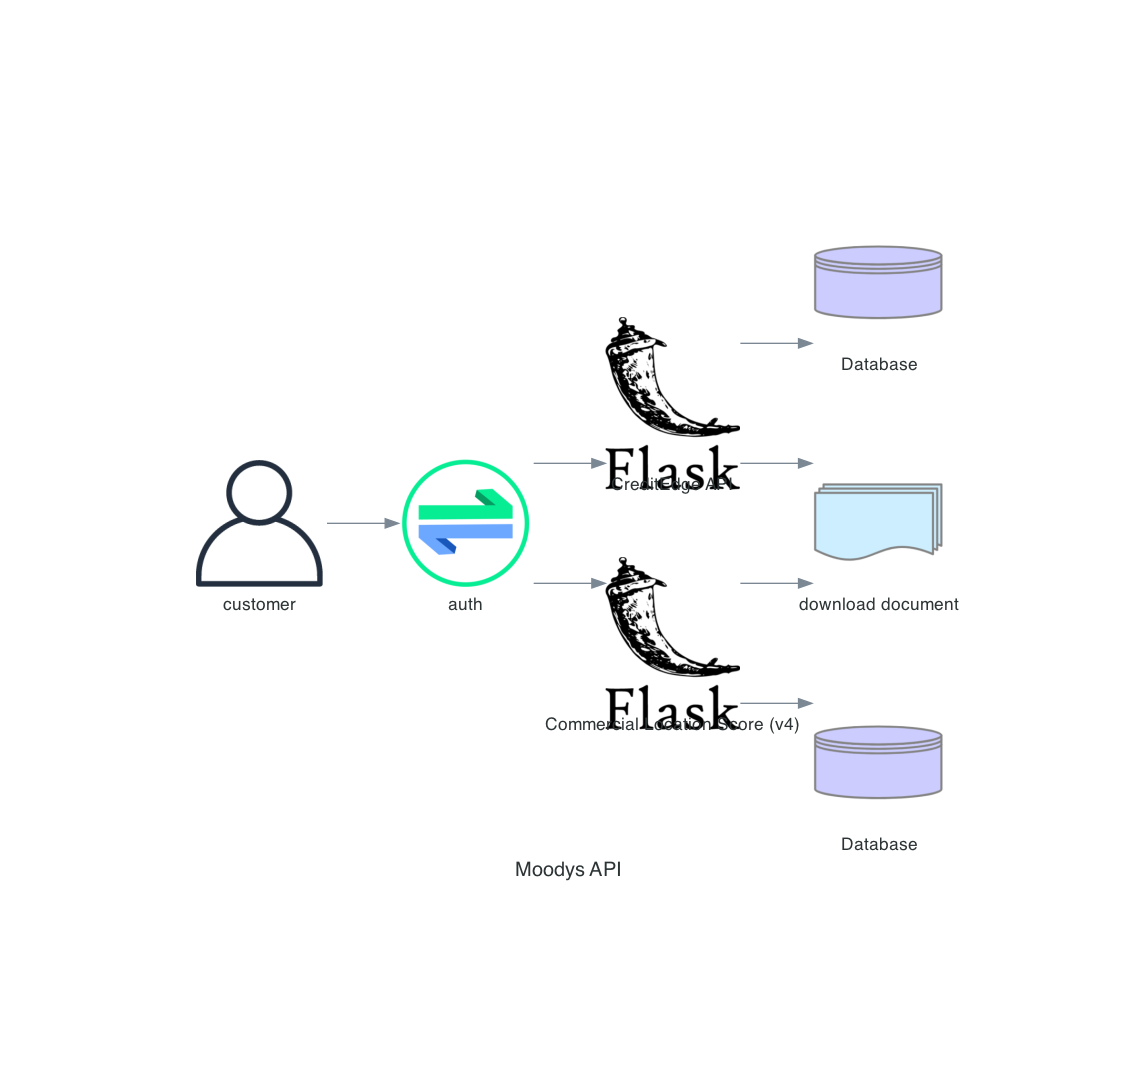 Database
Flask
CreditEdge API
customer
auth
download document
Flask
Commercial Location Score (v4)
Database
Moodys API